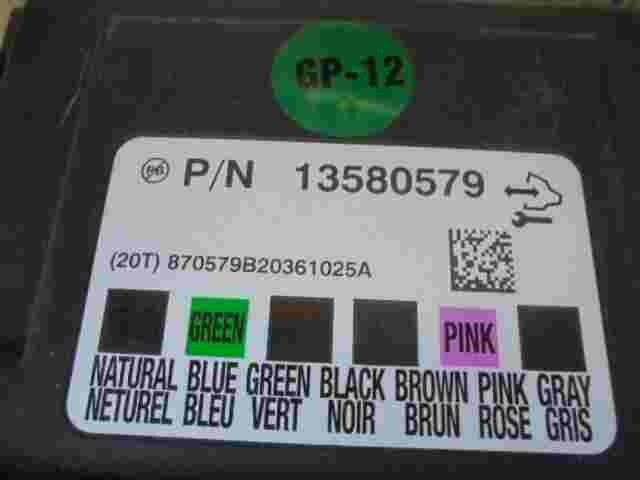 GP-12
P/N 13580579
(20T) 870579B20361025A
GREEN PINK
NATURAL BLUE GREEN BLACK BROWN PINK GRAY
NETUREL BLEU VERT NOIR BRUN ROSE GRIS